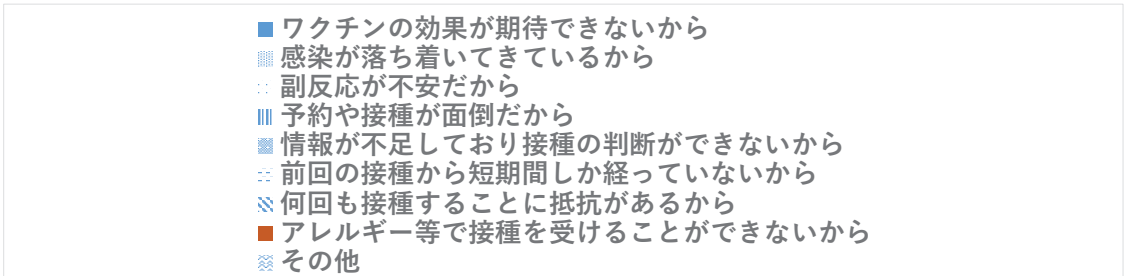 ワクチンの効果が期待できないから
感染が落ち着いてきているから
副反応が不安だから
予約や接種が面倒だから
情報が不足しており接種の判断ができないから
前回の接種から短期間しか経っていないから
何回も接種することに抵抗があるから
アレルギー等で接種を受けることができないから
その他